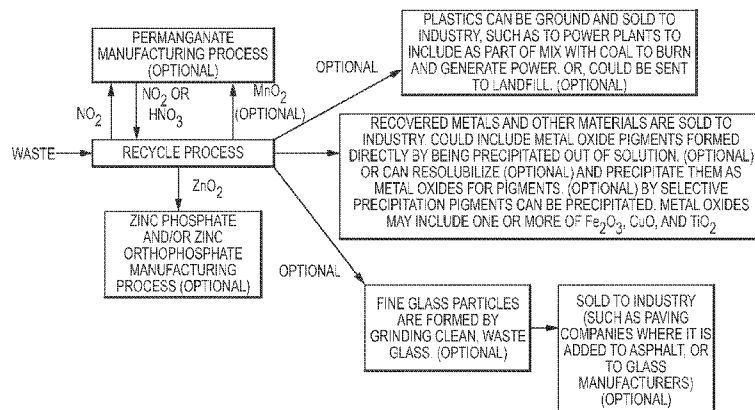 PERMANGANATE
MANUFACTURING PROCESS
(OPTIONAL)
NO₂
NO₂ OR
HNO₃
MnO₂
(OPTIONAL)
OPTIONAL
PLASTICS CAN BE GROUND AND SOLD TO
INDUSTRY, SUCH AS TO POWER PLANTS TO
INCLUDE AS PART OF MIX WITH COAL TO BURN
AND GENERATE POWER. OR, COULD BE SENT
TO LANDFILL. (OPTIONAL)
WASTE
RECYCLE PROCESS
RECOVERED METALS AND OTHER MATERIALS ARE SOLD TO
INDUSTRY. COULD INCLUDE METAL OXIDE PIGMENTS FORMED
DIRECTLY BY BEING PRECIPITATED OUT OF SOLUTION. (OPTIONAL)
OR CAN RESOLUBILIZE (OPTIONAL) AND PRECIPITATE THEM AS
METAL OXIDES FOR PIGMENTS. (OPTIONAL) BY SELECTIVE
PRECIPITATION PIGMENTS CAN BE PRECIPITATED. METAL OXIDES
MAY INCLUDE ONE OR MORE OF Fe₂O₃, CuO, AND TiO₂
ZnO₂
ZINC PHOSPHATE
AND/OR ZINC
ORTHOPHOSPHATE
MANUFACTURING
PROCESS (OPTIONAL)
OPTIONAL
FINE GLASS PARTICLES
ARE FORMED BY
GRINDING CLEAN, WASTE
GLASS. (OPTIONAL)
SOLD TO INDUSTRY
(SUCH AS PAVING
COMPANIES WHERE IT IS
ADDED TO ASPHALT, OR
TO GLASS
MANUFACTURERS)
(OPTIONAL)